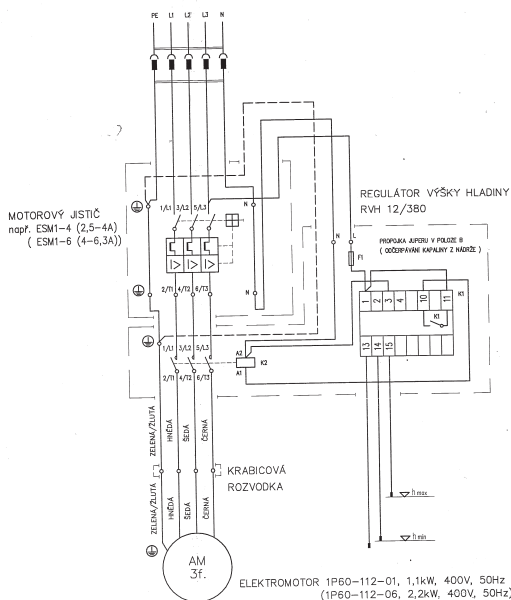 PE L1 L2 L3 N
1/L1 3/L2 5/L3 N
MOTOROVÝ JISTIČ
např. ESM1-4 (2,5-4A)
( ESM1-6 (4-6,3A))
I> I> I>
2/T1 4/T2 6/T3 N
REGULÁTOR VÝŠKY HLADINY
RVH 12/380
N L
F1
PROPOJKA JUPERU V POLOZE B
( ODČERPÁVÁNÍ KAPALINY Z NÁDRŽE )
1 2 3 4 10 11 K1
K1
13 14 15
1/L1 3/L2 5/L3
A2
K2
A1
2/T1 4/T2 6/T3
ZELENÁ/ŽLUTÁ HNĚDÁ ŠEDÁ ČERNÁ
KRABICOVÁ
ROZVODKA
ZELENÁ/ŽLUTÁ HNĚDÁ ŠEDÁ ČERNÁ
h max
h min
AM
3f.
ELEKTROMOTOR 1P60-112-01, 1,1kW, 400V, 50Hz
(1P60-112-06, 2,2kW, 400V, 50Hz)